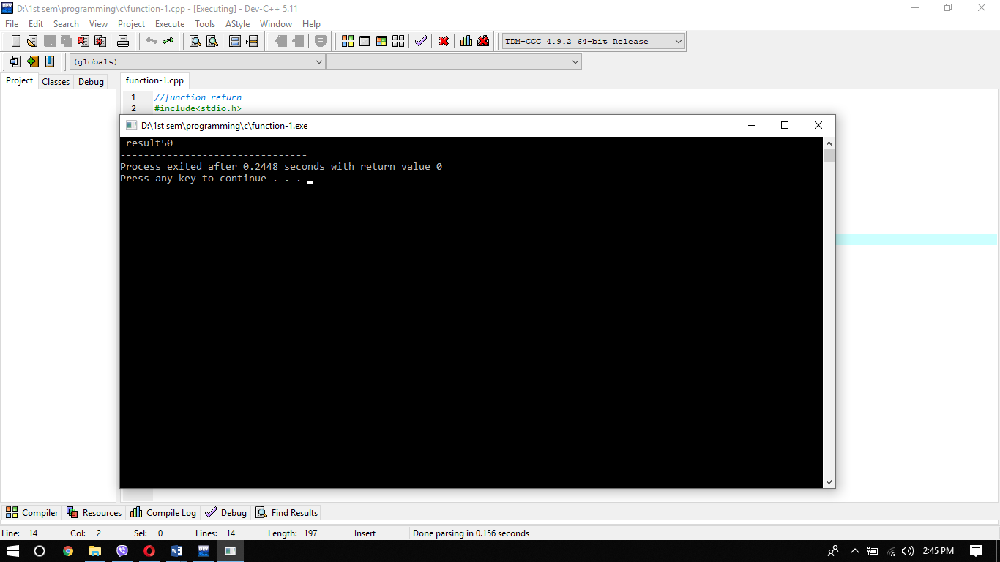 D:\1st sem\programming\c\function-1.cpp - [Executing] - Dev-C++ 5.11
File Edit Search View Project Execute Tools AStyle Window Help
TDM-GCC 4.9.2 64-bit Release
(globals)
Project Classes Debug
function-1.cpp
1 //function return
2 #include<stdio.h>
D:\1st sem\programming\c\function-1.exe
result50
--------------------------------
Process exited after 0.2448 seconds with return value 0
Press any key to continue . . .
Compiler Resources Compile Log Debug Find Results
Line: 14 Col: 2 Sel: 0 Lines: 14 Length: 197 Insert Done parsing in 0.156 seconds
2:45 PM